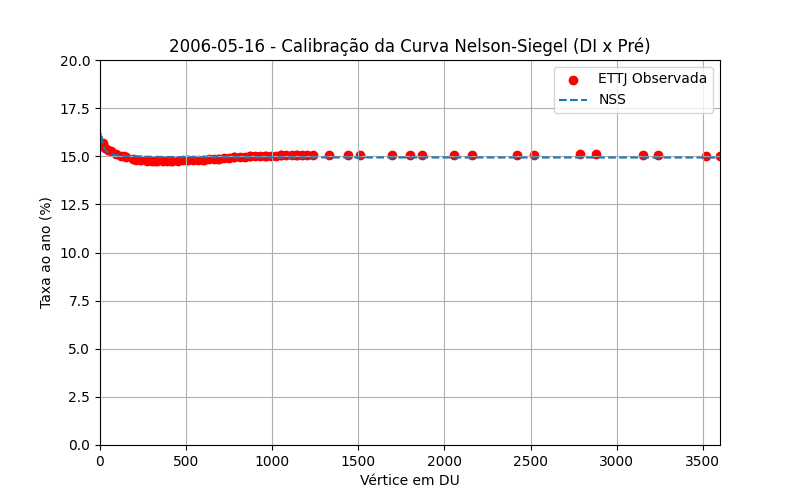 2006-05-16 - Calibração da Curva Nelson-Siegel (DI x Pré)
ETTJ Observada
NSS
20.0
17.5
15.0
12.5
10.0
7.5
5.0
2.5
0.0
Taxa ao ano (%)
0 500 1000 1500 2000 2500 3000 3500
Vértice em DU